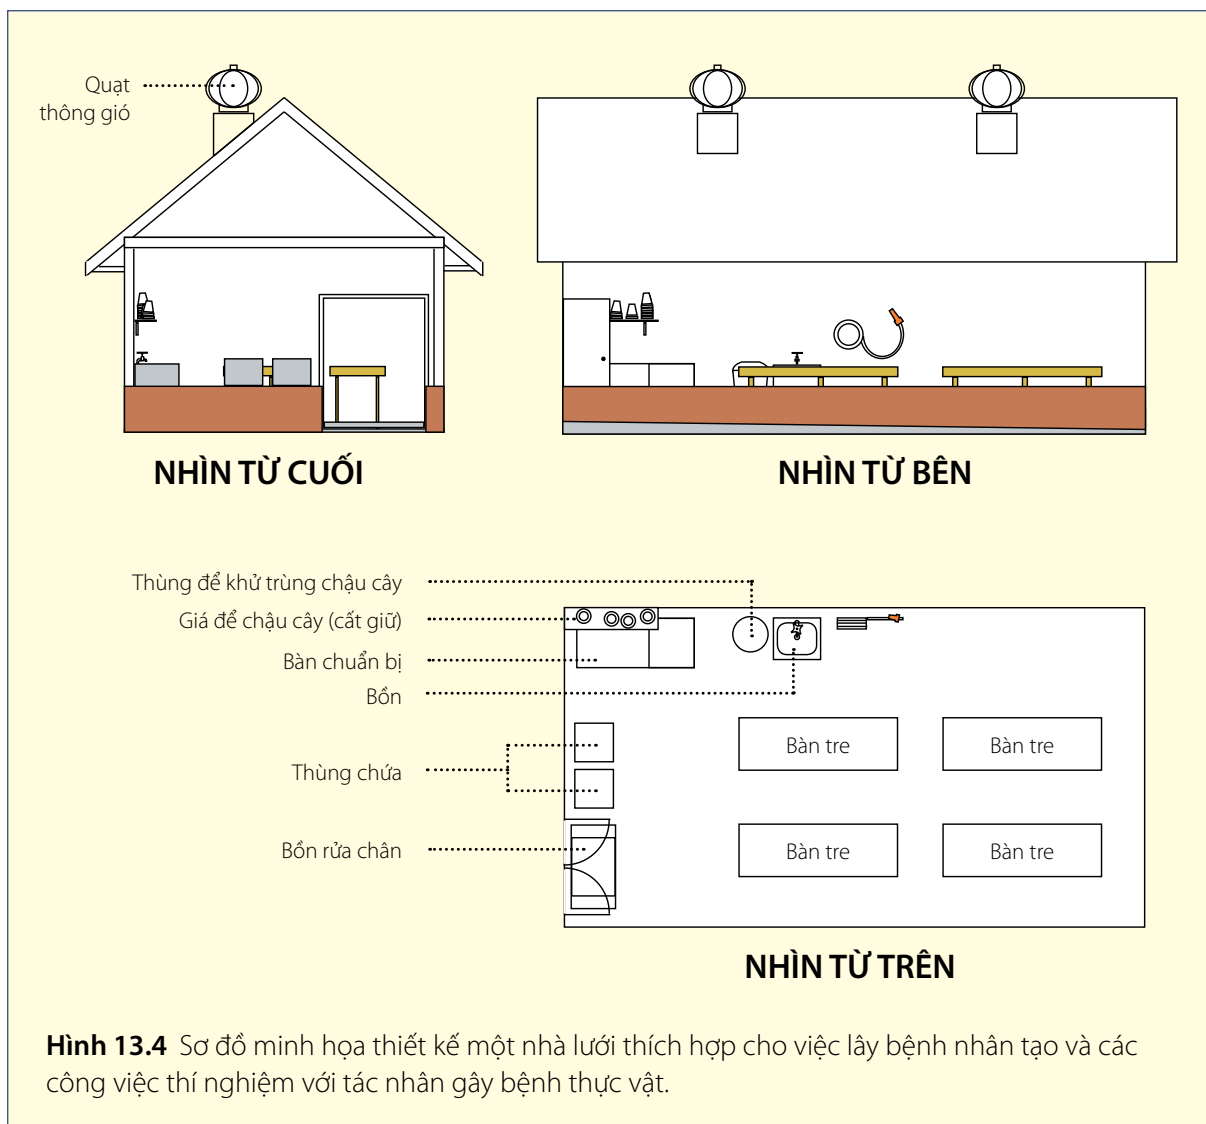 Quạt
thông gió
NHÌN TỪ CUỐI
NHÌN TỪ BÊN
Thùng để khử trùng chậu cây
Giá để chậu cây (cất giữ)
Bàn chuẩn bị
Bồn
Thùng chứa
Bồn rửa chân
Bàn tre
Bàn tre
Bàn tre
Bàn tre
NHÌN TỪ TRÊN
Hình 13.4 Sơ đồ minh họa thiết kế một nhà lưới thích hợp cho việc lây bệnh nhân tạo và các
công việc thí nghiệm với tác nhân gây bệnh thực vật.